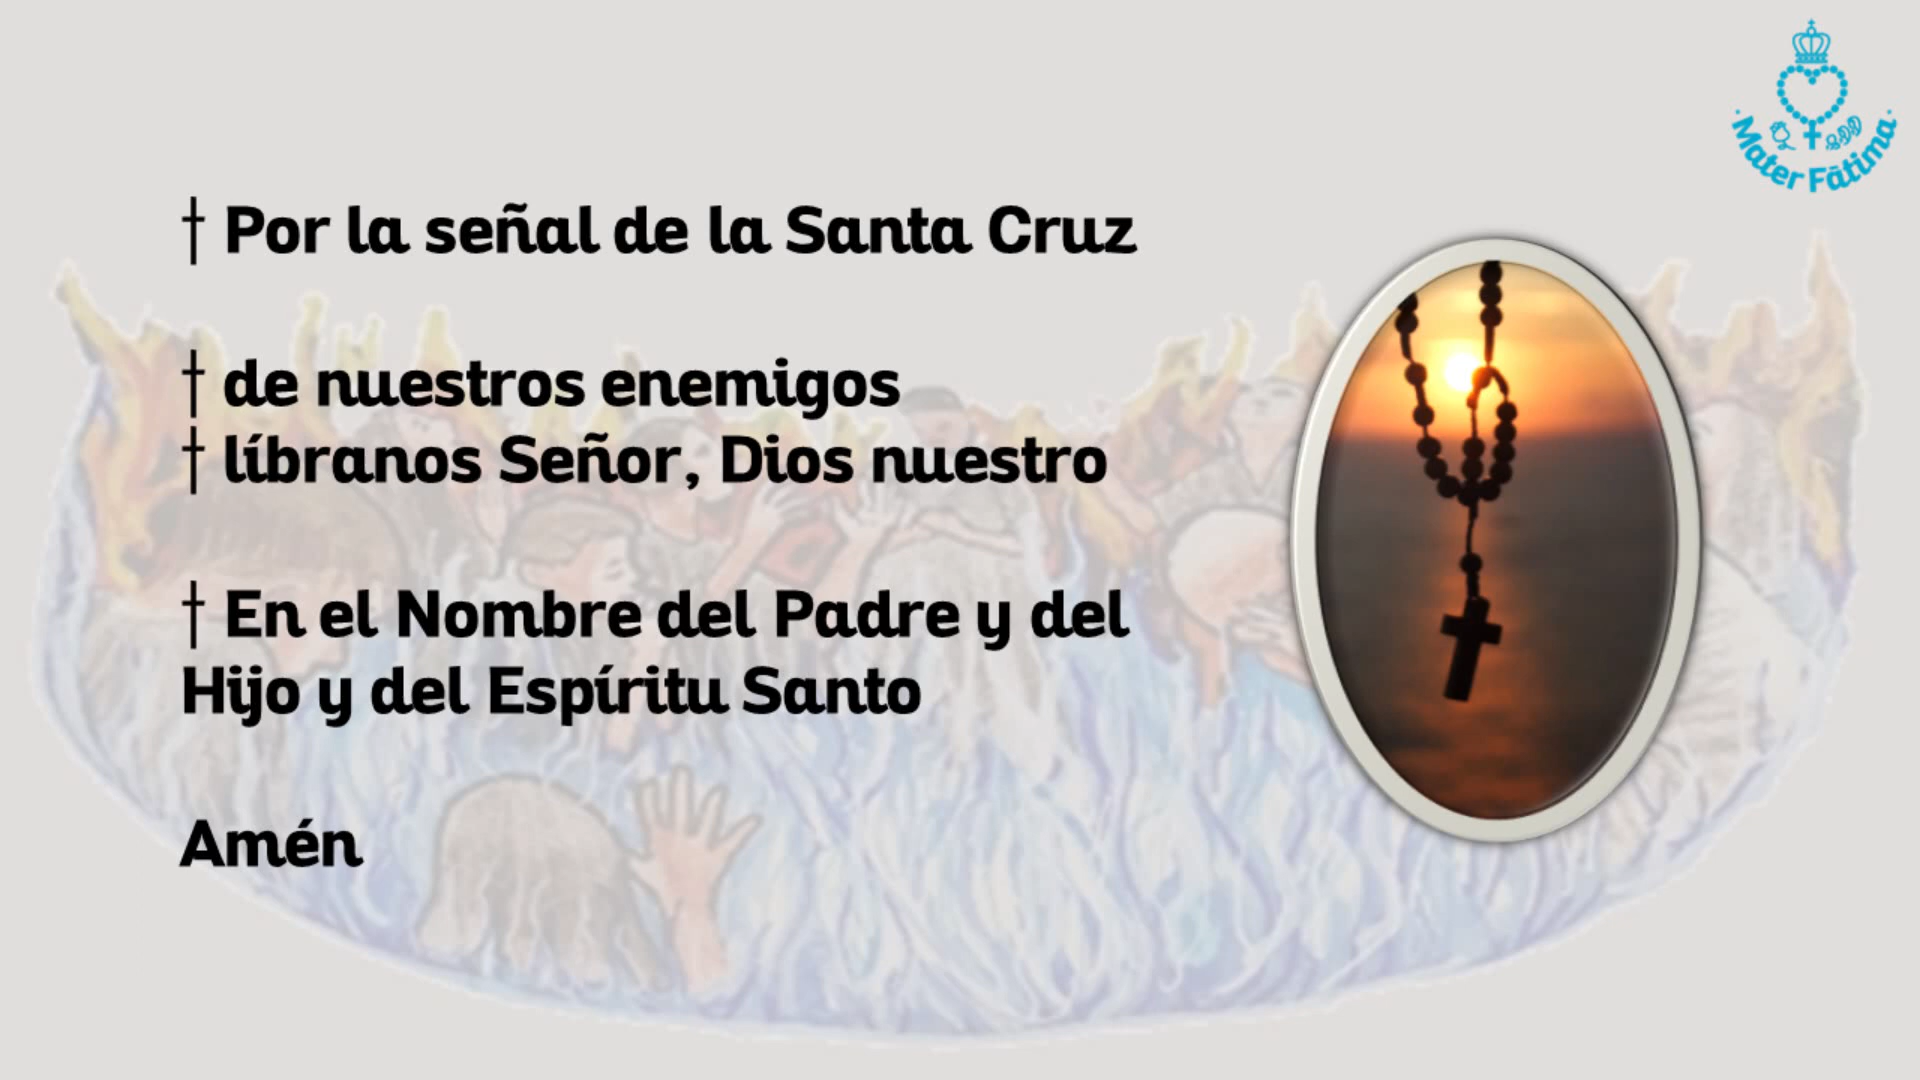 · Mater Fātima ·
† Por la señal de la Santa Cruz
† de nuestros enemigos
† líbranos Señor, Dios nuestro
† En el Nombre del Padre y del
Hijo y del Espíritu Santo
Amén